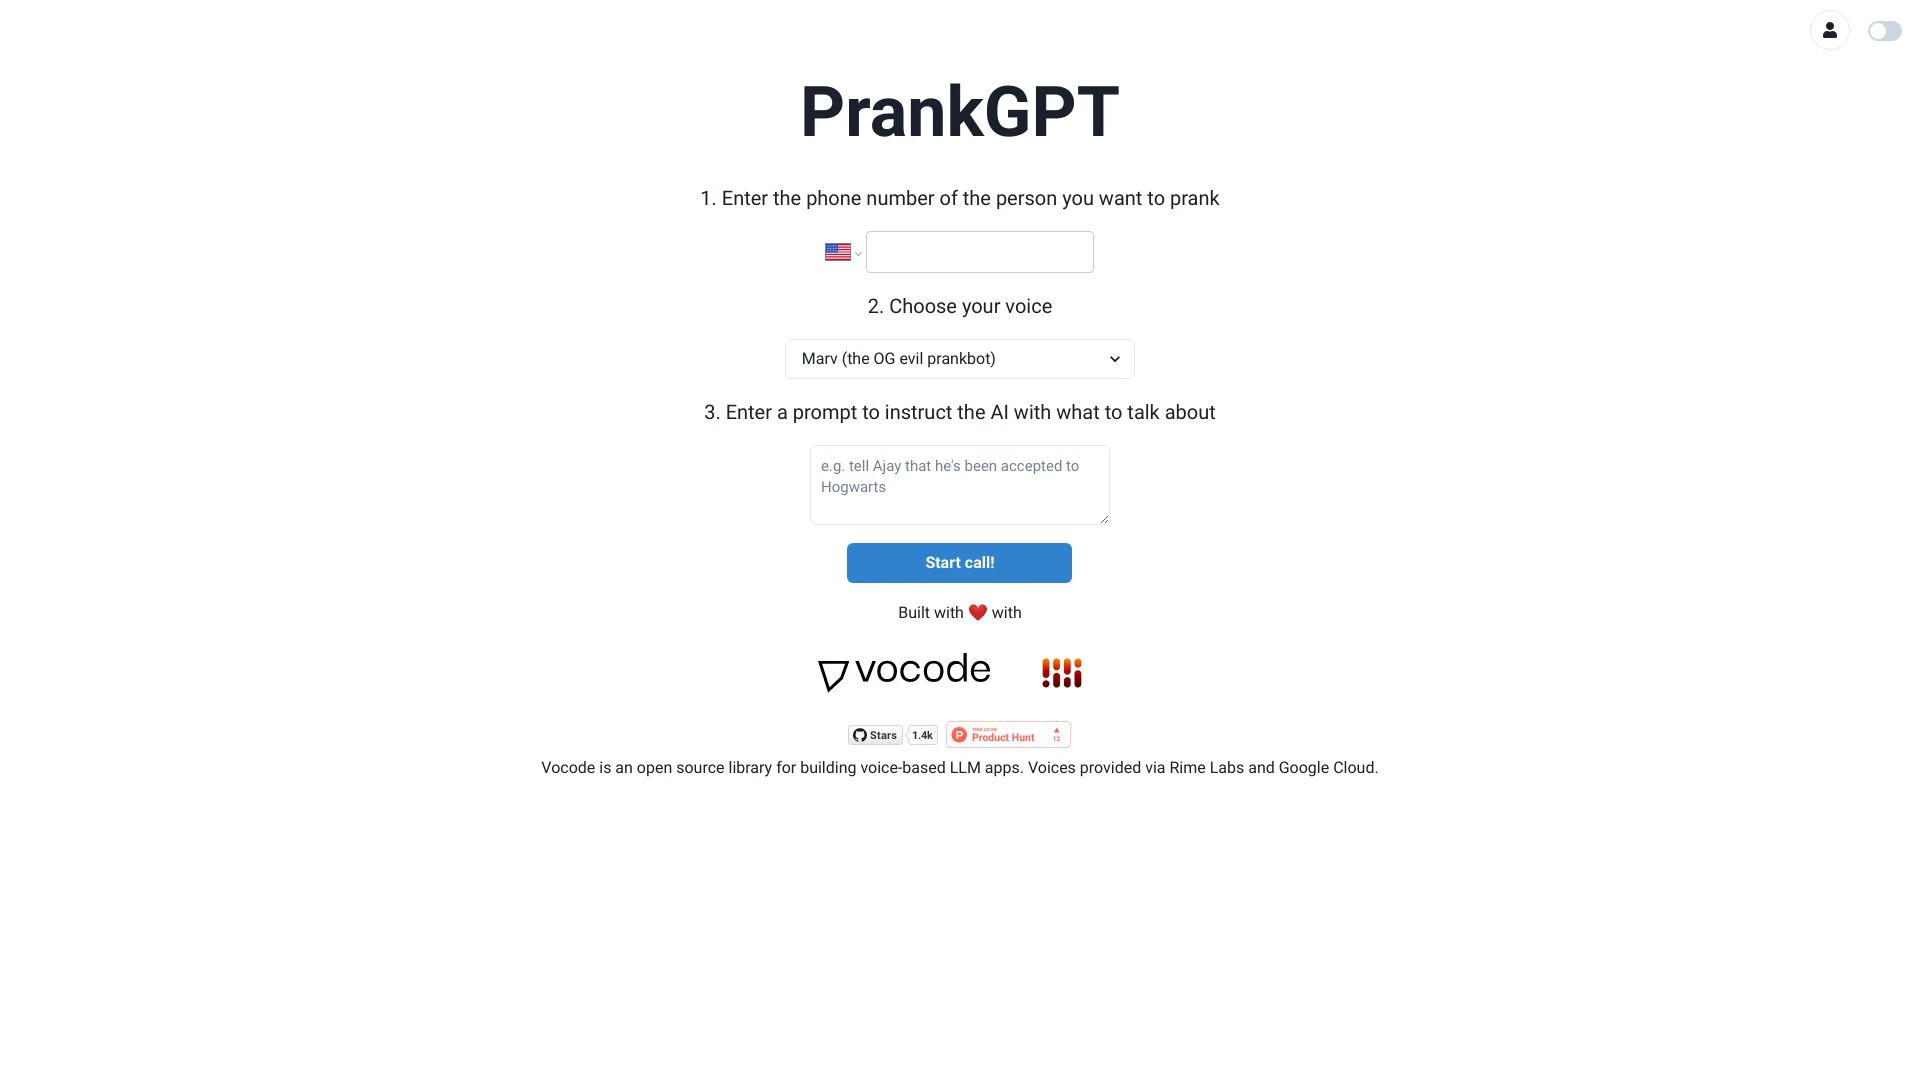 PrankGPT
1. Enter the phone number of the person you want to prank
2. Choose your voice
Marv (the OG evil prankbot)
3. Enter a prompt to instruct the AI with what to talk about
e.g. tell Ajay that he's been accepted to
Hogwarts
Start call!
Built with ❤️ with
vocode
Stars 1.4k
FIND US ON
Product Hunt 12
Vocode is an open source library for building voice-based LLM apps. Voices provided via Rime Labs and Google Cloud.